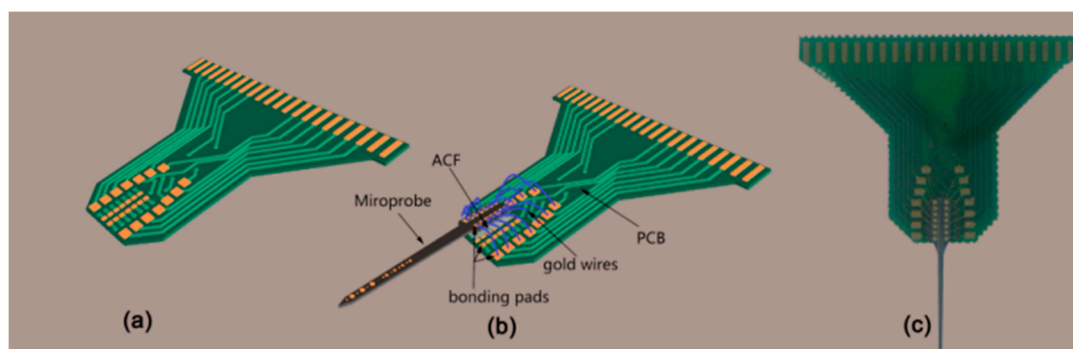 ACF
Miroprobe
PCB
gold wires
bonding pads
(a)
(b)
(c)